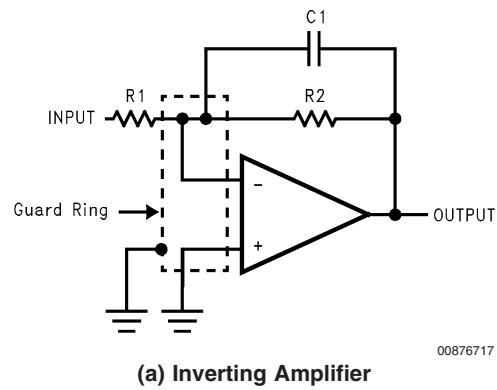 C1
R1
R2
INPUT
−
Guard Ring
+
OUTPUT
00876717
(a) Inverting Amplifier